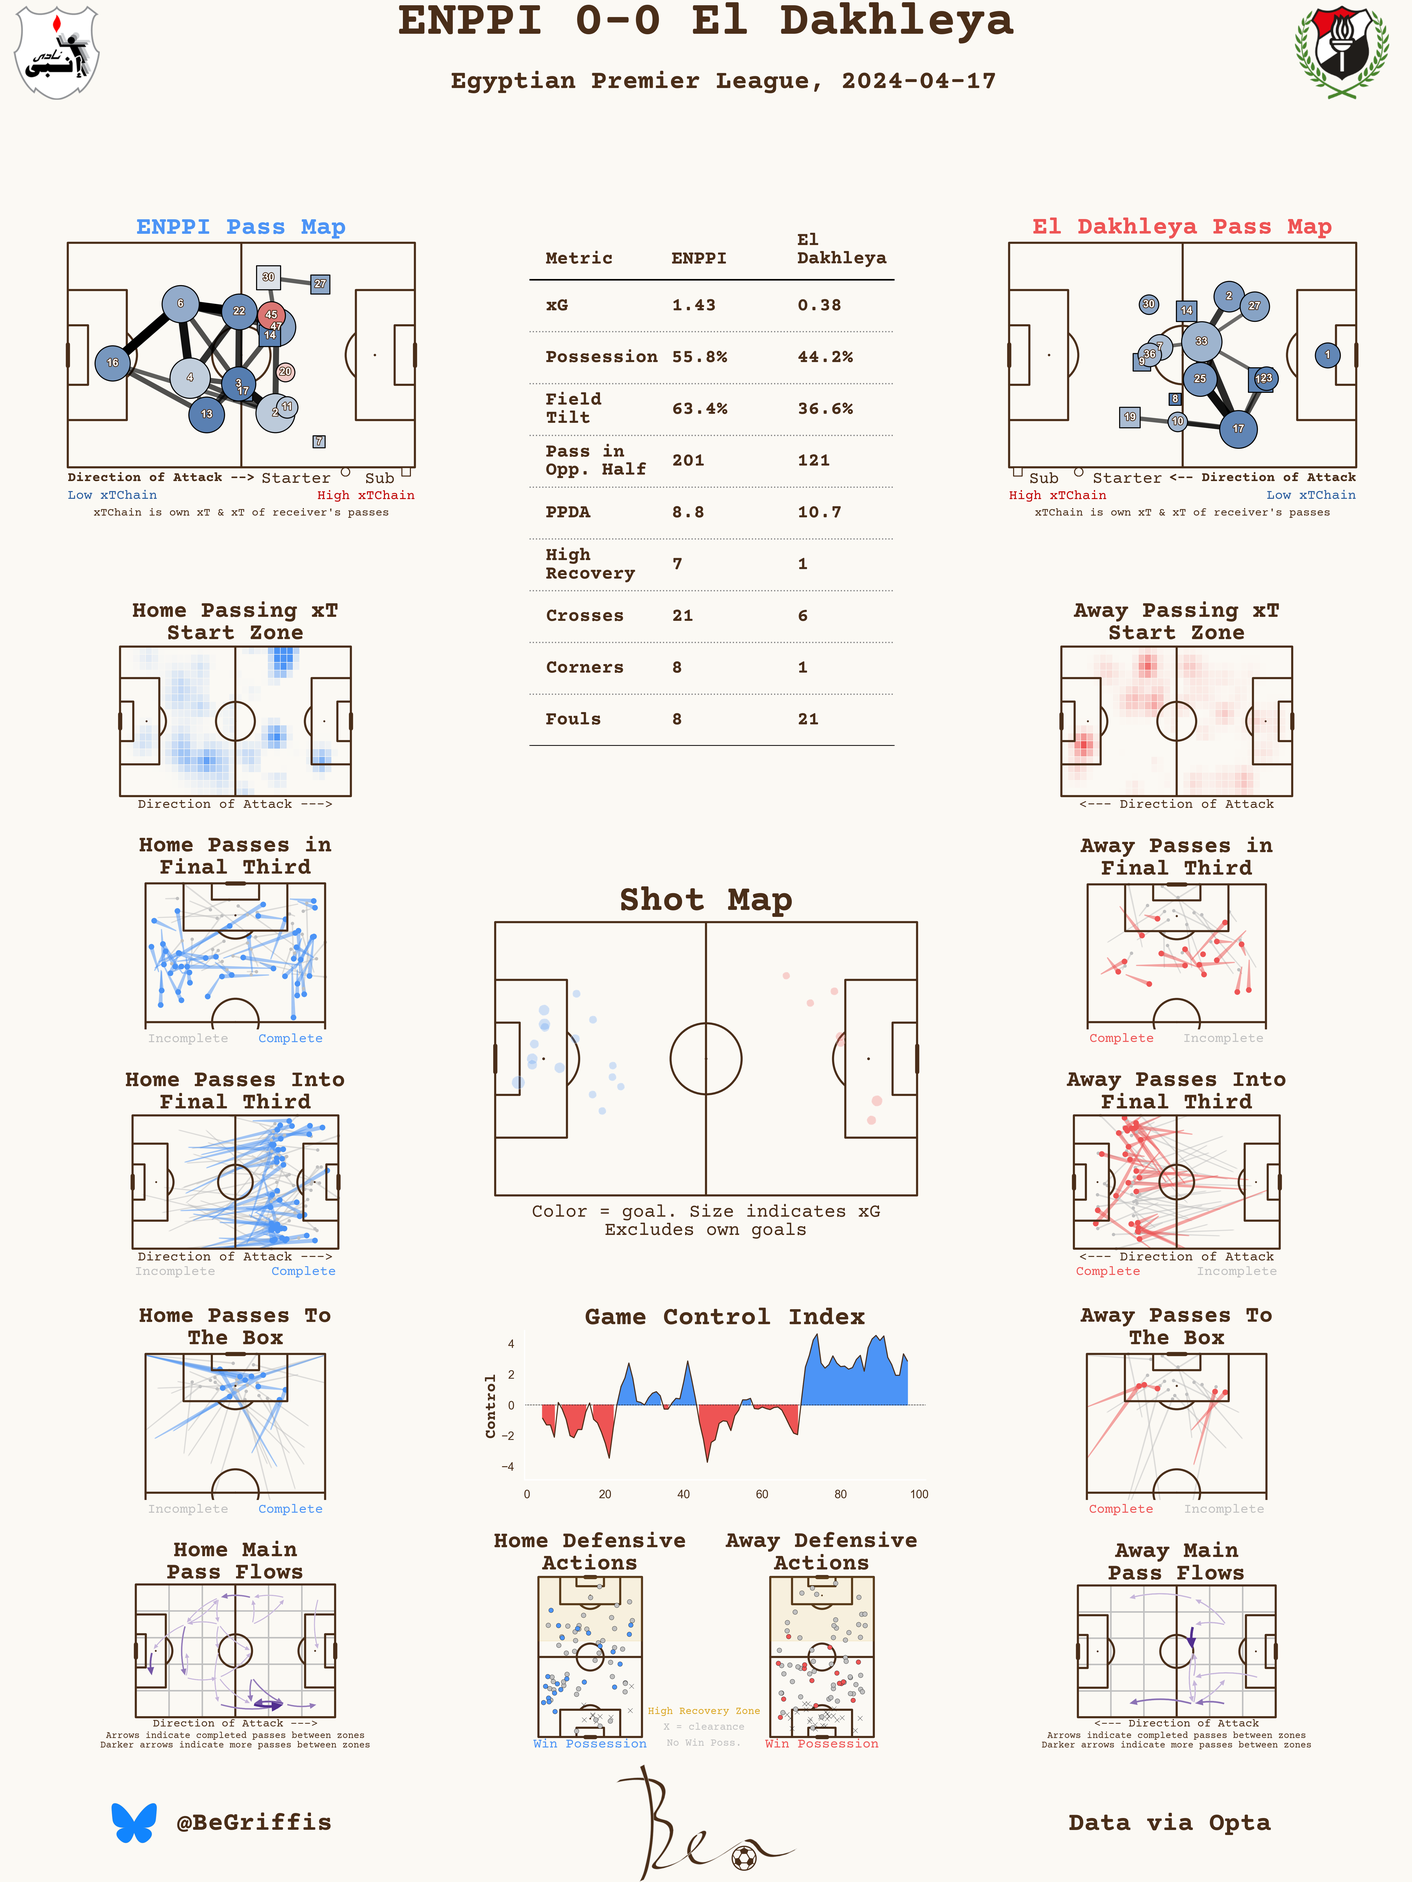 ENPPI 0-0 El Dakhleya
Egyptian Premier League, 2024-04-17
نادى
إنبى
ENPPI Pass Map
30
27
6
22
45
47
14
16
4
3
17
20
13
2
11
7
Direction of Attack --> Starter Sub
Low xTChain High xTChain
xTChain is own xT & xT of receiver's passes
Metric ENPPI El Dakhleya
xG 1.43 0.38
Possession 55.8% 44.2%
Field Tilt 63.4% 36.6%
Pass in Opp. Half 201 121
PPDA 8.8 10.7
High Recovery 7 1
Crosses 21 6
Corners 8 1
Fouls 8 21
El Dakhleya Pass Map
30
14
2
27
33
7
36
9
1
25
23
8
19
10
17
Sub Starter <-- Direction of Attack
High xTChain Low xTChain
xTChain is own xT & xT of receiver's passes
Home Passing xT
Start Zone
Direction of Attack --->
Away Passing xT
Start Zone
<--- Direction of Attack
Home Passes in
Final Third
Incomplete Complete
Away Passes in
Final Third
Complete Incomplete
Shot Map
Color = goal. Size indicates xG
Excludes own goals
Home Passes Into
Final Third
Direction of Attack --->
Incomplete Complete
Away Passes Into
Final Third
<--- Direction of Attack
Complete Incomplete
Home Passes To
The Box
Incomplete Complete
Game Control Index
Control
4
2
0
−2
−4
0 20 40 60 80 100
Away Passes To
The Box
Complete Incomplete
Home Main
Pass Flows
Direction of Attack --->
Arrows indicate completed passes between zones
Darker arrows indicate more passes between zones
Home Defensive
Actions
Win Possession
High Recovery Zone
X = clearance
No Win Poss.
Away Defensive
Actions
Win Possession
Away Main
Pass Flows
<--- Direction of Attack
Arrows indicate completed passes between zones
Darker arrows indicate more passes between zones
@BeGriffis
Ben
Data via Opta